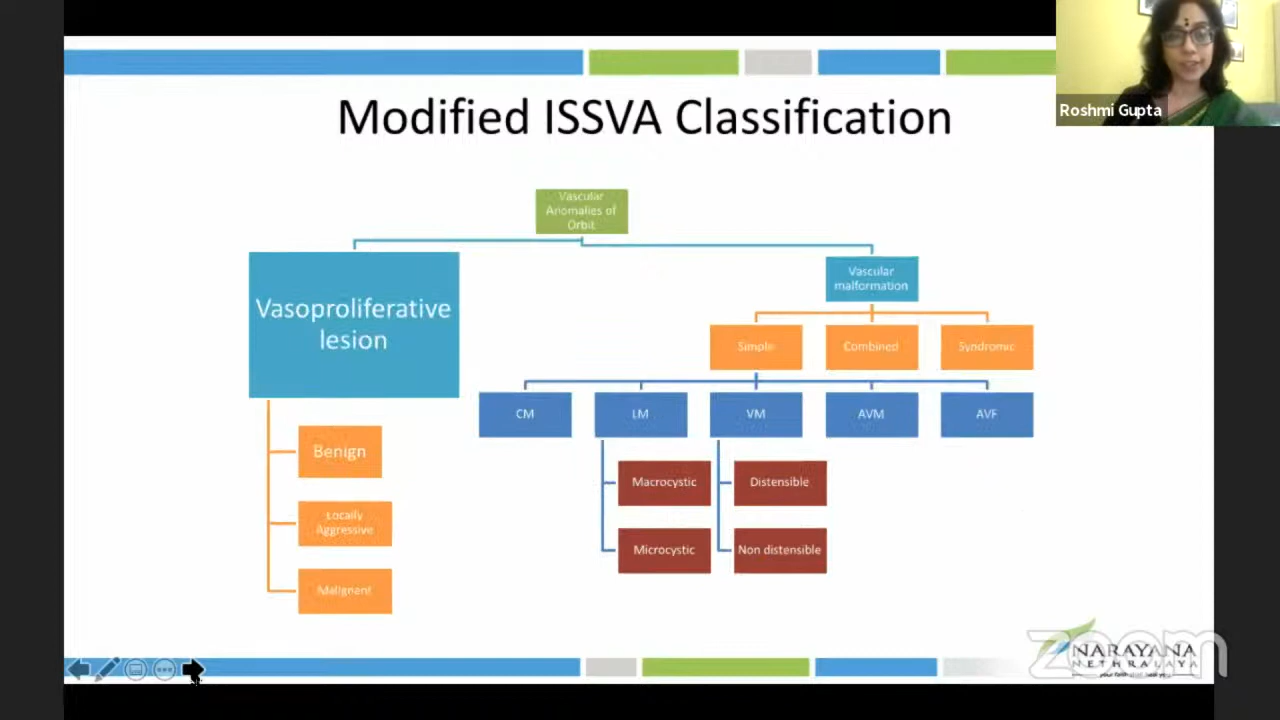 Roshmi Gupta
Modified ISSVA Classification
Vascular
Anomalies of
Orbit
Vasoproliferative
lesion
Vascular
malformation
Simple
Combined
Syndromic
CM
LM
VM
AVM
AVF
Benign
Macrocystic
Distensible
Locally
Aggressive
Microcystic
Non distensible
Malignant
zoom
NARAYANA
NETHRALAYA